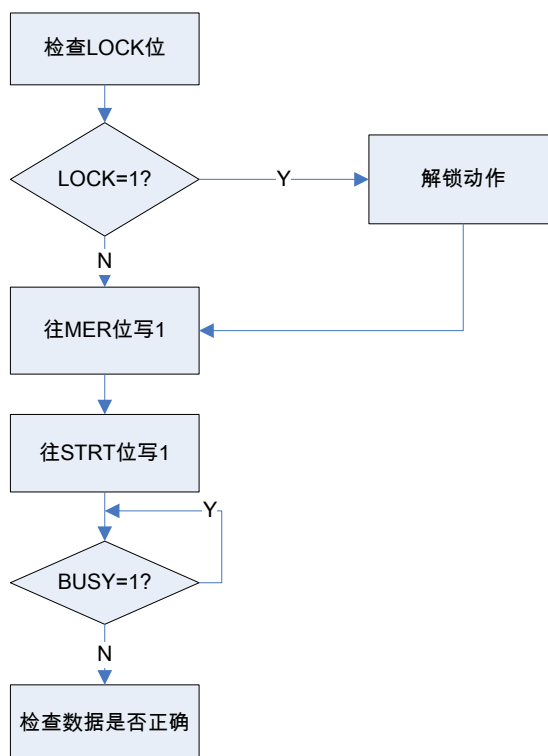 检查LOCK位
LOCK=1?
Y
解锁动作
N
往MER位写1
往STRT位写1
Y
BUSY=1?
N
检查数据是否正确